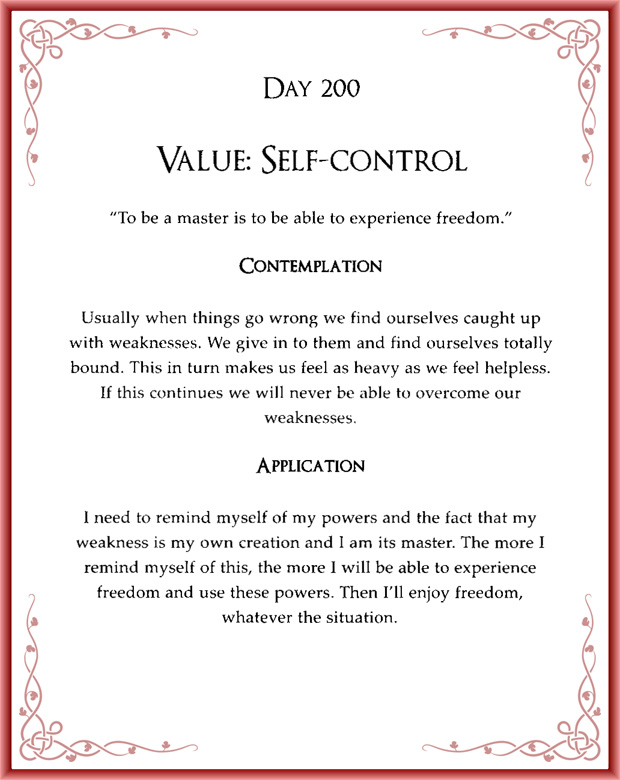 Day 200
Value: Self-control
“To be a master is to be able to experience freedom.”
Contemplation
Usually when things go wrong we find ourselves caught up
with weaknesses. We give in to them and find ourselves totally
bound. This in turn makes us feel as heavy as we feel helpless.
If this continues we will never be able to overcome our
weaknesses.
Application
I need to remind myself of my powers and the fact that my
weakness is my own creation and I am its master. The more I
remind myself of this, the more I will be able to experience
freedom and use these powers. Then I’ll enjoy freedom,
whatever the situation.